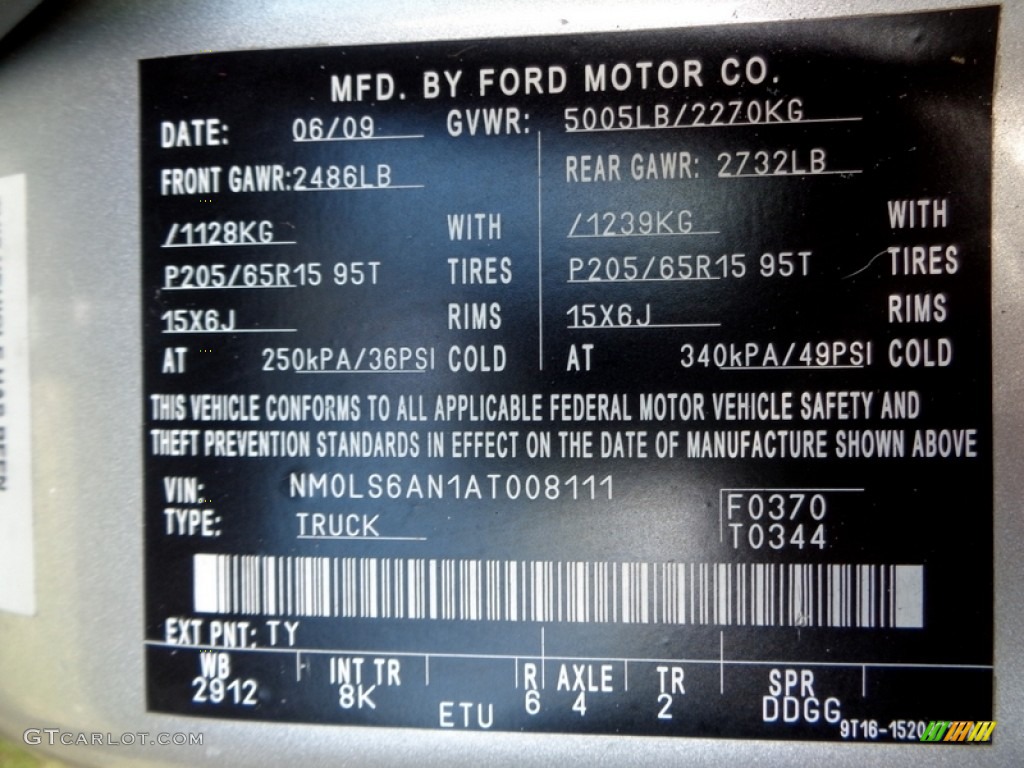 MFD. BY FORD MOTOR CO.
DATE: 06/09 GVWR: 5005LB/2270KG
FRONT GAWR: 2486LB REAR GAWR: 2732LB
/1128KG WITH /1239KG WITH
P205/65R15 95T TIRES P205/65R15 95T TIRES
15X6J RIMS 15X6J RIMS
AT 250kPA/36PSI COLD AT 340kPA/49PSI COLD
THIS VEHICLE CONFORMS TO ALL APPLICABLE FEDERAL MOTOR VEHICLE SAFETY AND
THEFT PREVENTION STANDARDS IN EFFECT ON THE DATE OF MANUFACTURE SHOWN ABOVE
VIN: NM0LS6AN1AT008111
TYPE: TRUCK
F0370
T0344
EXT PNT: TY
WB INT TR R AXLE TR SPR
2912 8K ETU 6 4 2 DDGG
GTCARLOT.COM